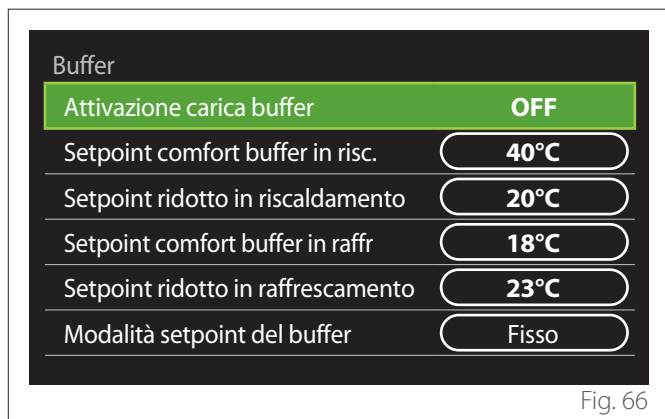 Buffer
Attivazione carica buffer OFF
Setpoint comfort buffer in risc. 40°C
Setpoint ridotto in riscaldamento 20°C
Setpoint comfort buffer in raffr 18°C
Setpoint ridotto in raffrescamento 23°C
Modalità setpoint del buffer Fisso
Fig. 66